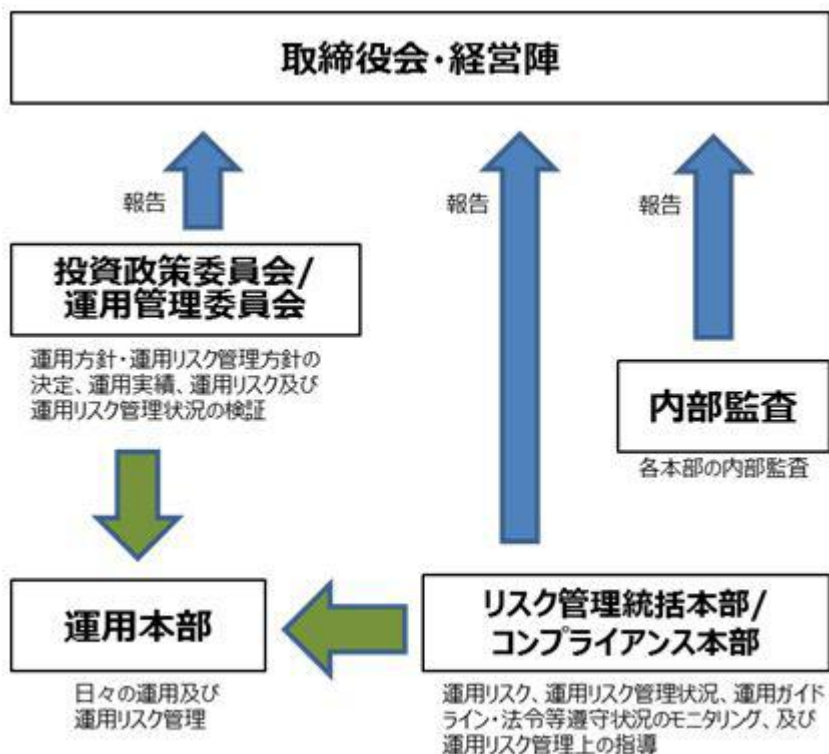 取締役会・経営陣
報告
報告
報告
投資政策委員会/
運用管理委員会
運用方針・運用リスク管理方針の
決定、運用実績、運用リスク及び
運用リスク管理状況の検証
内部監査
各本部の内部監査
運用本部
日々の運用及び
運用リスク管理
リスク管理統括本部/
コンプライアンス本部
運用リスク、運用リスク管理状況、運用ガイド
ライン・法令等遵守状況のモニタリング、及び
運用リスク管理上の指導